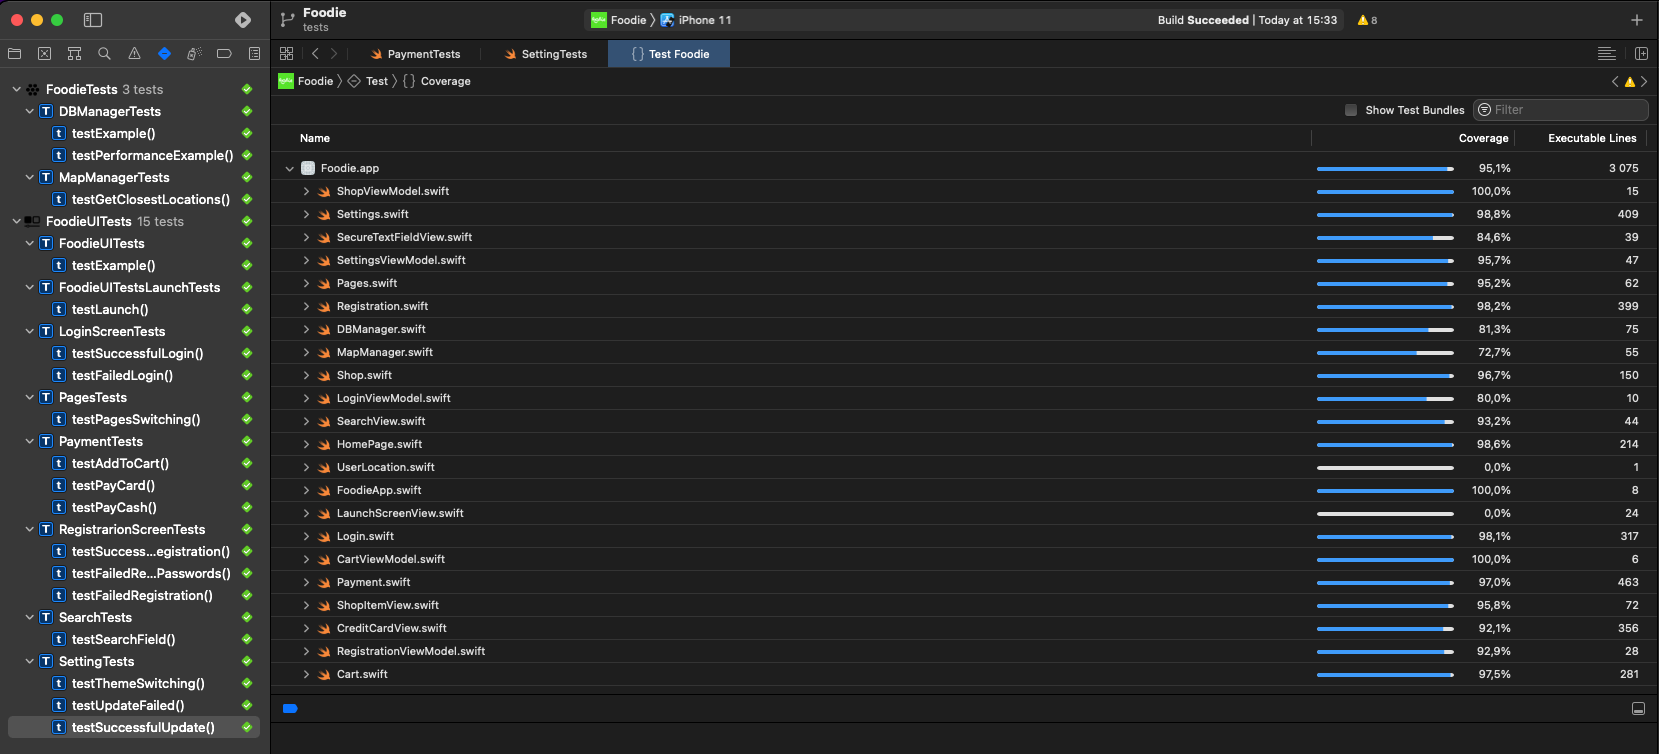 Foodie
tests
Foodie
iPhone 11
Build Succeeded | Today at 15:33
8
PaymentTests
SettingTests
{} Test Foodie
Foodie
Test
{} Coverage
Show Test Bundles
Filter
FoodieTests 3 tests
T DBManagerTests
t testExample()
t testPerformanceExample()
T MapManagerTests
t testGetClosestLocations()
FoodieUITests 15 tests
T FoodieUITests
t testExample()
T FoodieUITestsLaunchTests
t testLaunch()
T LoginScreenTests
t testSuccessfulLogin()
t testFailedLogin()
T PagesTests
t testPagesSwitching()
T PaymentTests
t testAddToCart()
t testPayCard()
t testPayCash()
T RegistrarionScreenTests
t testSuccess...egistration()
t testFailedRe...Passwords()
t testFailedRegistration()
T SearchTests
t testSearchField()
T SettingTests
t testThemeSwitching()
t testUpdateFailed()
t testSuccessfulUpdate()
Name Coverage Executable Lines
Foodie.app 95,1% 3 075
ShopViewModel.swift 100,0% 15
Settings.swift 98,8% 409
SecureTextFieldView.swift 84,6% 39
SettingsViewModel.swift 95,7% 47
Pages.swift 95,2% 62
Registration.swift 98,2% 399
DBManager.swift 81,3% 75
MapManager.swift 72,7% 55
Shop.swift 96,7% 150
LoginViewModel.swift 80,0% 10
SearchView.swift 93,2% 44
HomePage.swift 98,6% 214
UserLocation.swift 0,0% 1
FoodieApp.swift 100,0% 8
LaunchScreenView.swift 0,0% 24
Login.swift 98,1% 317
CartViewModel.swift 100,0% 6
Payment.swift 97,0% 463
ShopItemView.swift 95,8% 72
CreditCardView.swift 92,1% 356
RegistrationViewModel.swift 92,9% 28
Cart.swift 97,5% 281